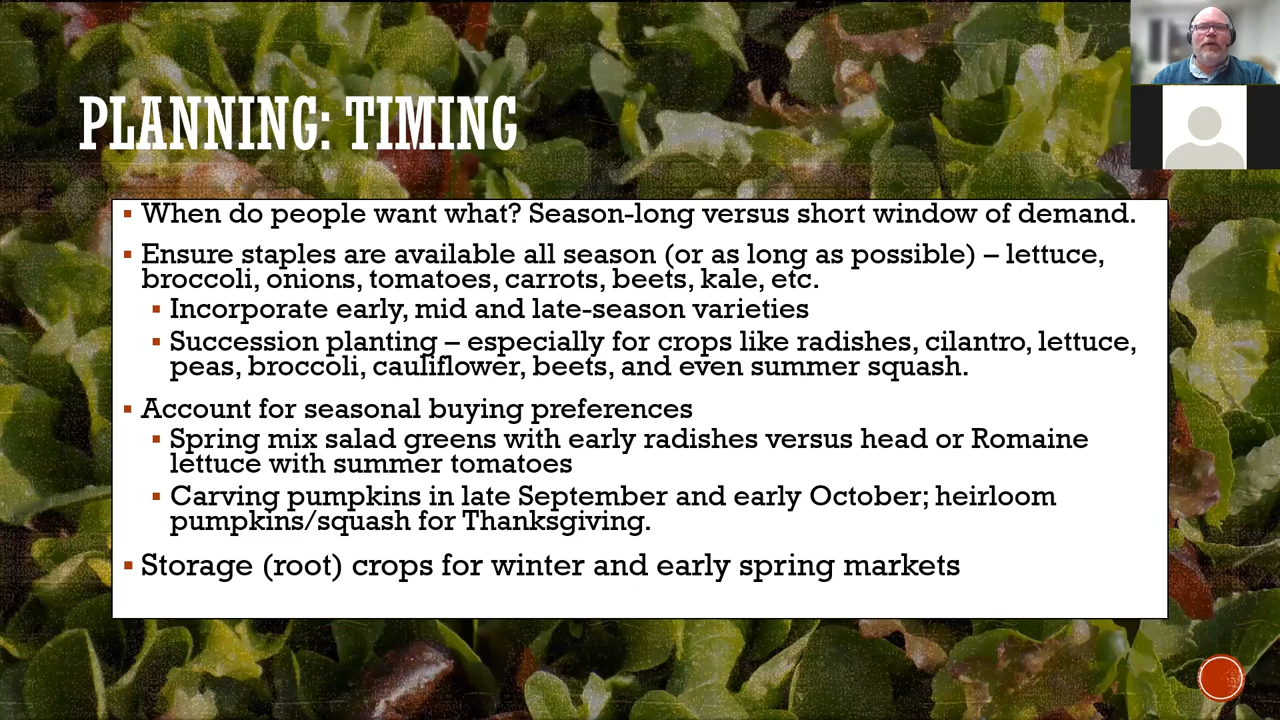 PLANNING: TIMING
When do people want what? Season-long versus short window of demand.
Ensure staples are available all season (or as long as possible) – lettuce,
broccoli, onions, tomatoes, carrots, beets, kale, etc.
Incorporate early, mid and late-season varieties
Succession planting – especially for crops like radishes, cilantro, lettuce,
peas, broccoli, cauliflower, beets, and even summer squash.
Account for seasonal buying preferences
Spring mix salad greens with early radishes versus head or Romaine
lettuce with summer tomatoes
Carving pumpkins in late September and early October; heirloom
pumpkins/squash for Thanksgiving.
Storage (root) crops for winter and early spring markets